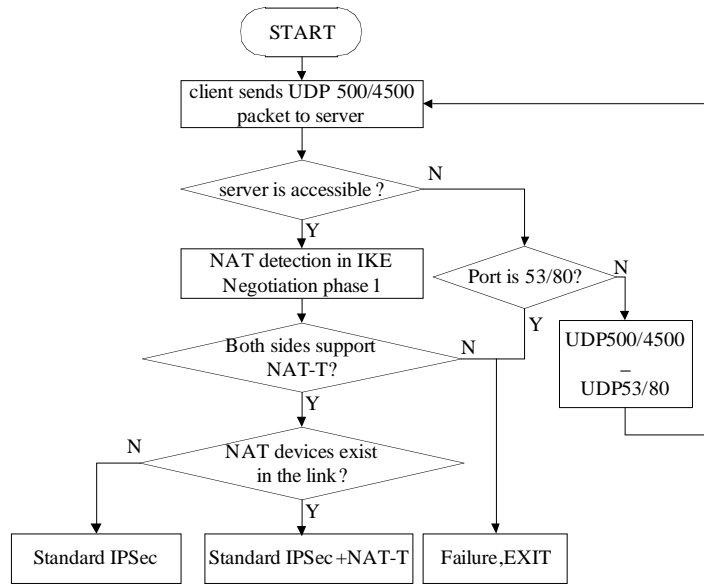 START
client sends UDP 500/4500
packet to server
server is accessible ?
N
Y
NAT detection in IKE
Negotiation phase 1
Port is 53/80?
N
Y
Both sides support
NAT-T?
N
Y
UDP500/4500
_
UDP53/80
NAT devices exist
in the link?
N
Y
Standard IPSec
Standard IPSec+NAT-T
Failure,EXIT